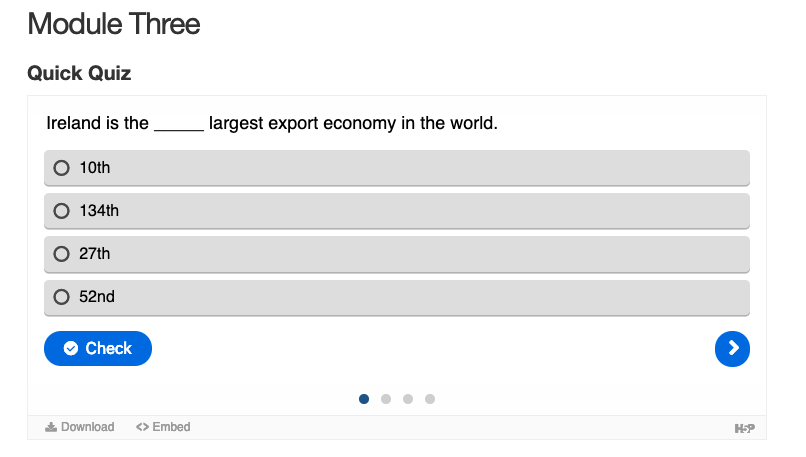 Module Three
Quick Quiz
Ireland is the _____ largest export economy in the world.
10th
134th
27th
52nd
Check
Download <> Embed
H5P